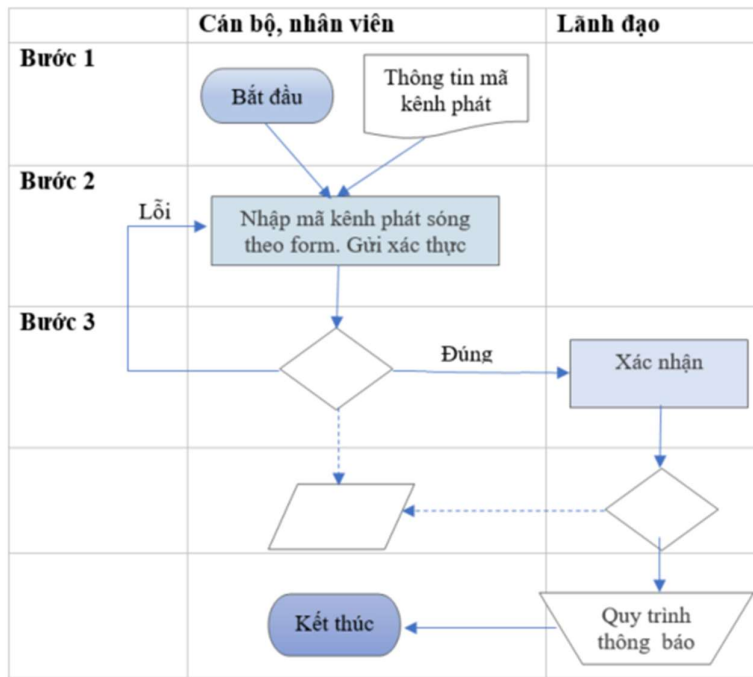 Cán bộ, nhân viên
Lãnh đạo
Bước 1
Bắt đầu
Thông tin mã
kênh phát
Bước 2
Lỗi
Nhập mã kênh phát sóng
theo form. Gửi xác thực
Bước 3
Đúng
Xác nhận
Kết thúc
Quy trình
thông báo